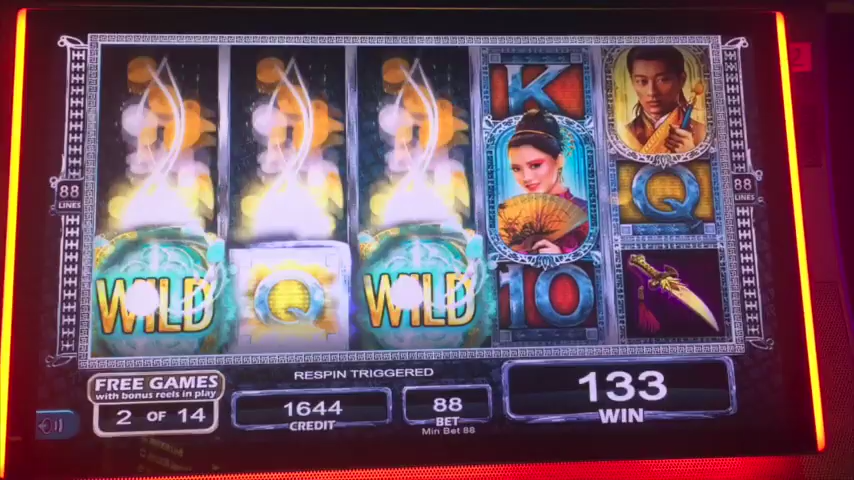 K
Q
88
LINES
88
LINES
WILD
Q
WILD
10
RESPIN TRIGGERED
FREE GAMES
with bonus reels in play
2 OF 14
1644
CREDIT
88
BET
Min Bet 88
133
WIN